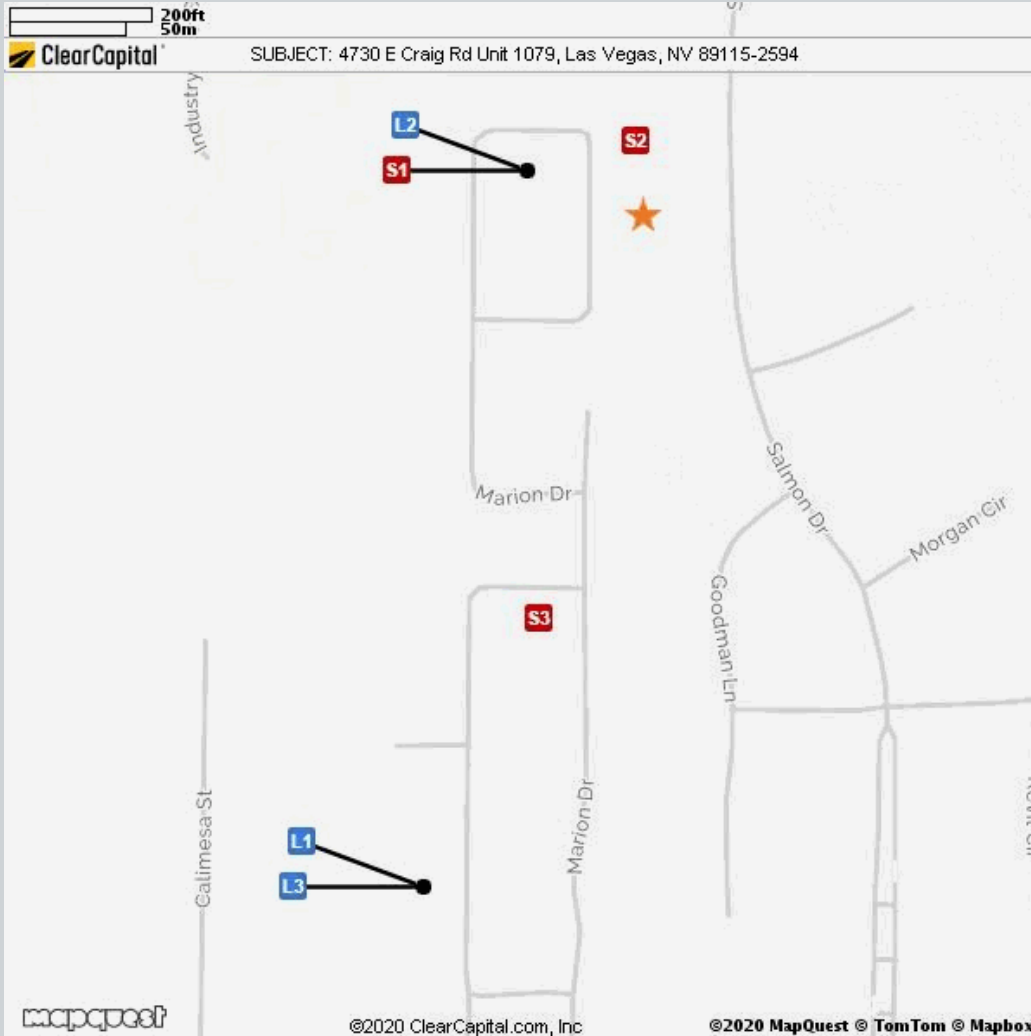 200ft
50m
ClearCapital
SUBJECT: 4730 E Craig Rd Unit 1079, Las Vegas, NV 89115-2594
Industry
L2
S1
S2
Marion Dr
Salmon Dr
Morgan Cir
Goodman Ln
S3
Calimesa St
Marion Dr
L1
L3
mapquest
©2020 ClearCapital.com, Inc
©2020 MapQuest © TomTom © Mapbox